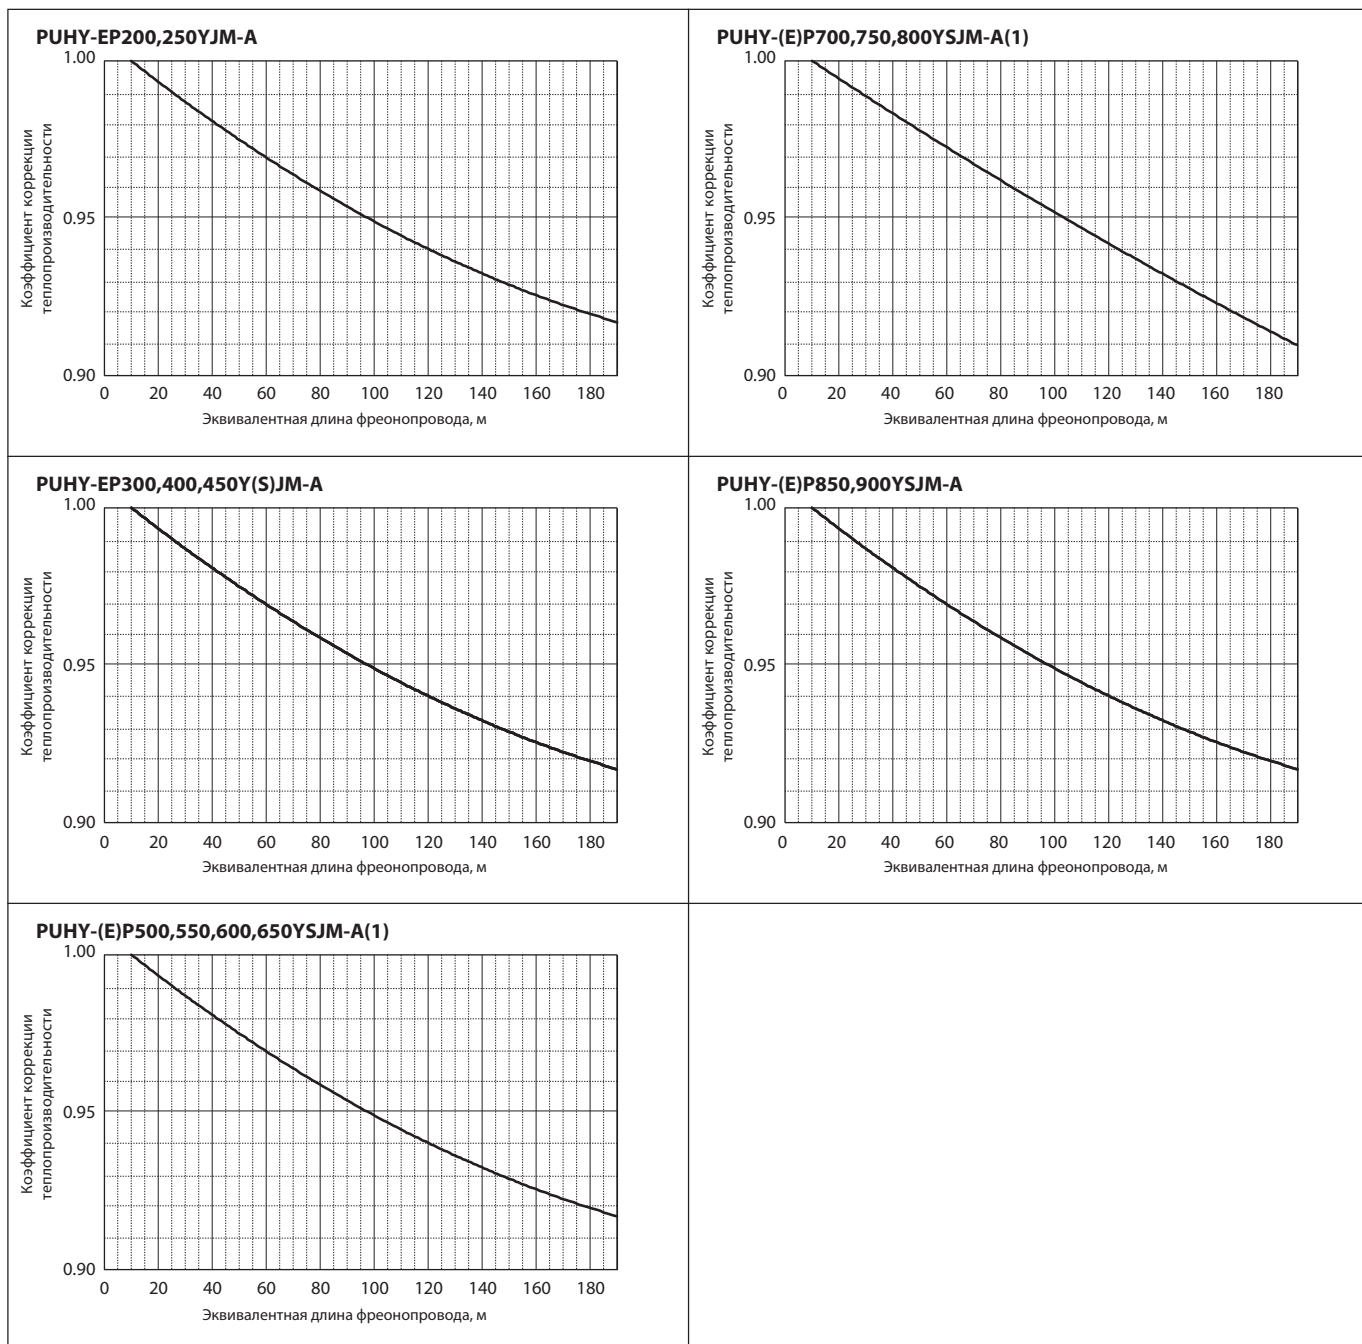 PUHY-EP200,250YJM-A
1.00
0.95
0.90
Коэффициент коррекции
теплопроизводительности
0 20 40 60 80 100 120 140 160 180
Эквивалентная длина фреонопровода, м
PUHY-(E)P700,750,800YSJM-A(1)
1.00
0.95
0.90
Коэффициент коррекции
теплопроизводительности
0 20 40 60 80 100 120 140 160 180
Эквивалентная длина фреонопровода, м
PUHY-EP300,400,450Y(S)JM-A
1.00
0.95
0.90
Коэффициент коррекции
теплопроизводительности
0 20 40 60 80 100 120 140 160 180
Эквивалентная длина фреонопровода, м
PUHY-(E)P850,900YSJM-A
1.00
0.95
0.90
Коэффициент коррекции
теплопроизводительности
0 20 40 60 80 100 120 140 160 180
Эквивалентная длина фреонопровода, м
PUHY-(E)P500,550,600,650YSJM-A(1)
1.00
0.95
0.90
Коэффициент коррекции
теплопроизводительности
0 20 40 60 80 100 120 140 160 180
Эквивалентная длина фреонопровода, м